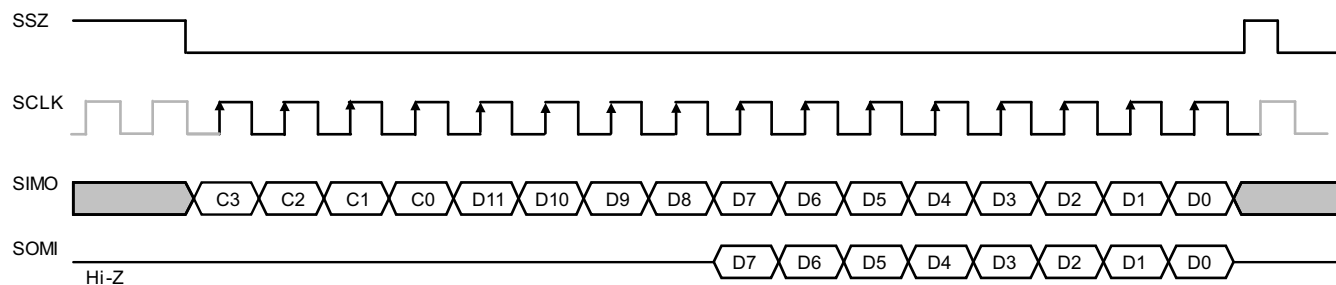 SSZ
SCLK
SIMO C3 C2 C1 C0 D11 D10 D9 D8 D7 D6 D5 D4 D3 D2 D1 D0
SOMI D7 D6 D5 D4 D3 D2 D1 D0
Hi-Z